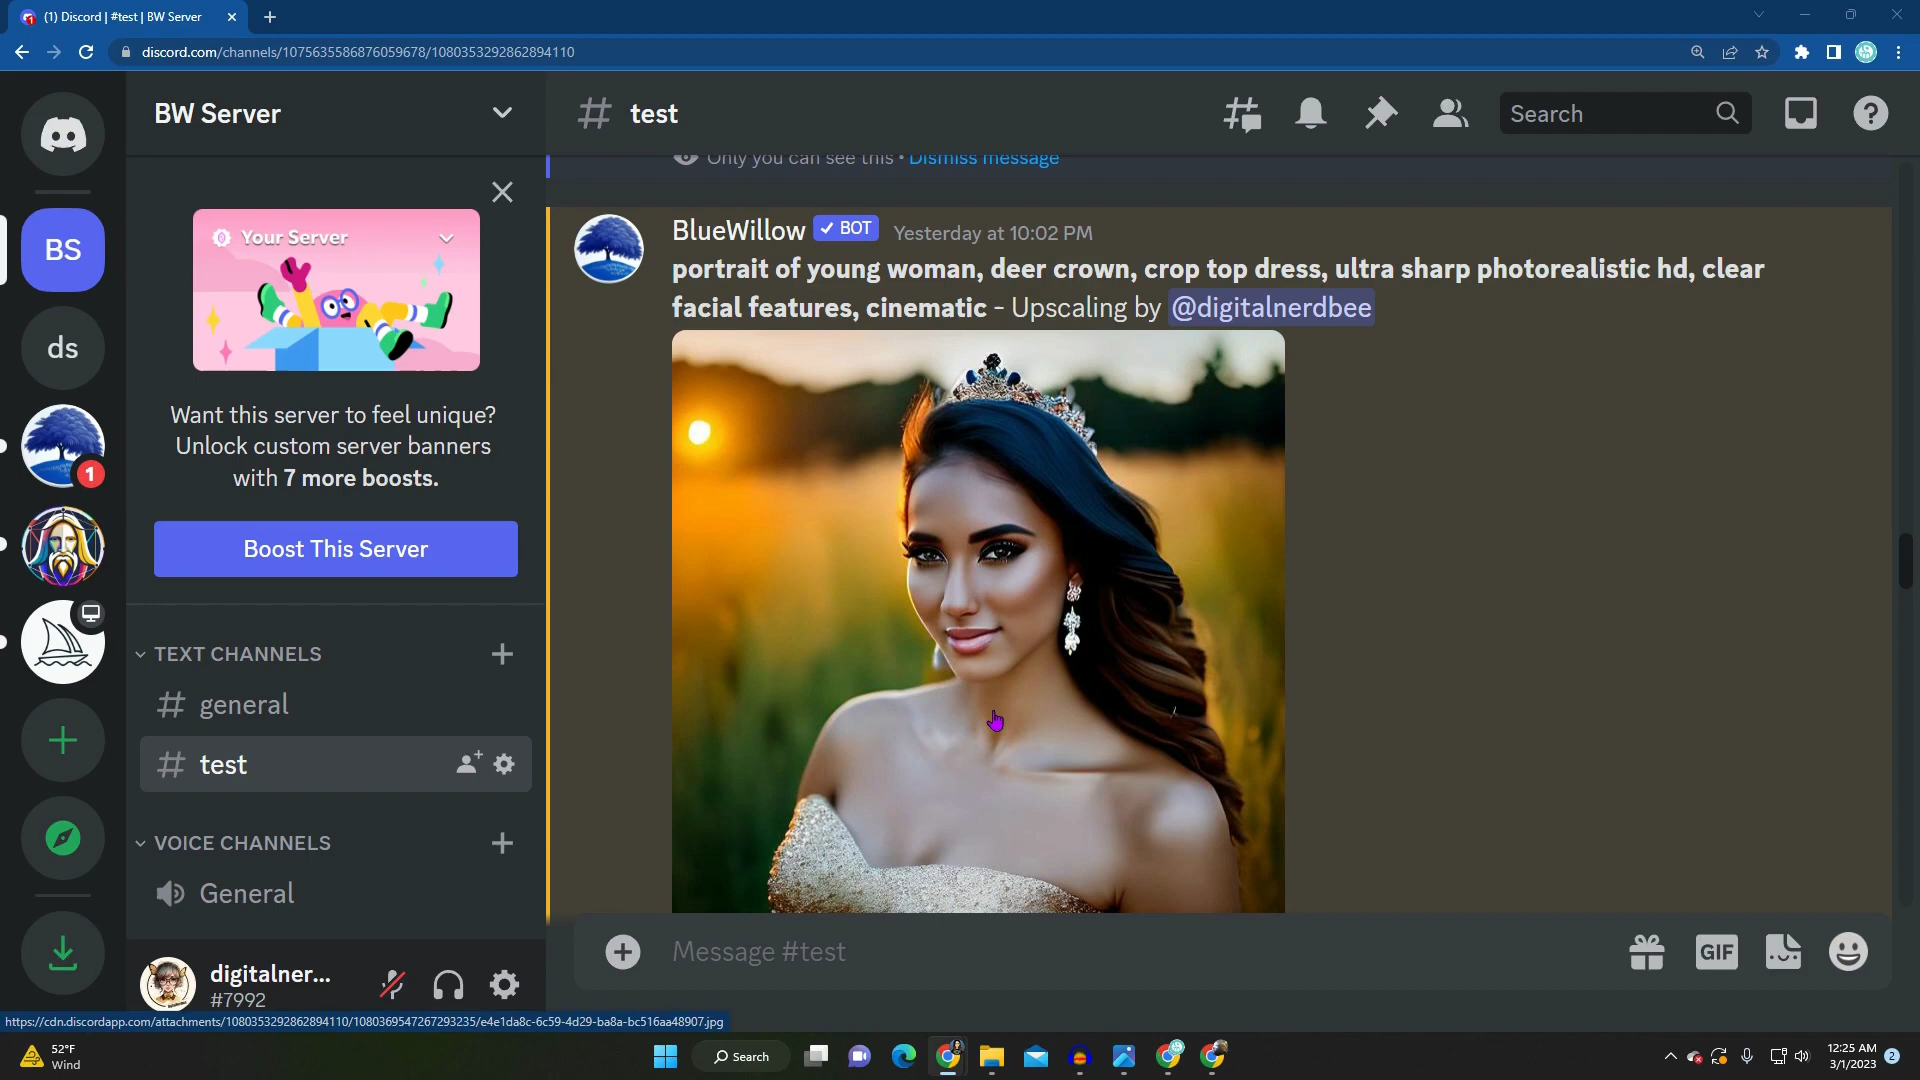 (1) Discord | #test | BW Server
discord.com/channels/1075635586876059678/1080353292862894110
BW Server
test
Search
Only you can see this • Dismiss message
Your Server
BlueWillow ✓ BOT Yesterday at 10:02 PM
portrait of young woman, deer crown, crop top dress, ultra sharp photorealistic hd, clear
facial features, cinematic - Upscaling by @digitalnerdbee
BS
ds
1
Want this server to feel unique?
Unlock custom server banners
with 7 more boosts.
Boost This Server
TEXT CHANNELS
general
test
VOICE CHANNELS
General
Message #test
GIF
digitalner...
#7992
https://cdn.discordapp.com/attachments/1080353292862894110/1080369547267293235/e4e1da8c-6c59-4d29-ba8a-bc516aa48907.jpg
52°F
Wind
Search
12:25 AM
3/1/2023
2